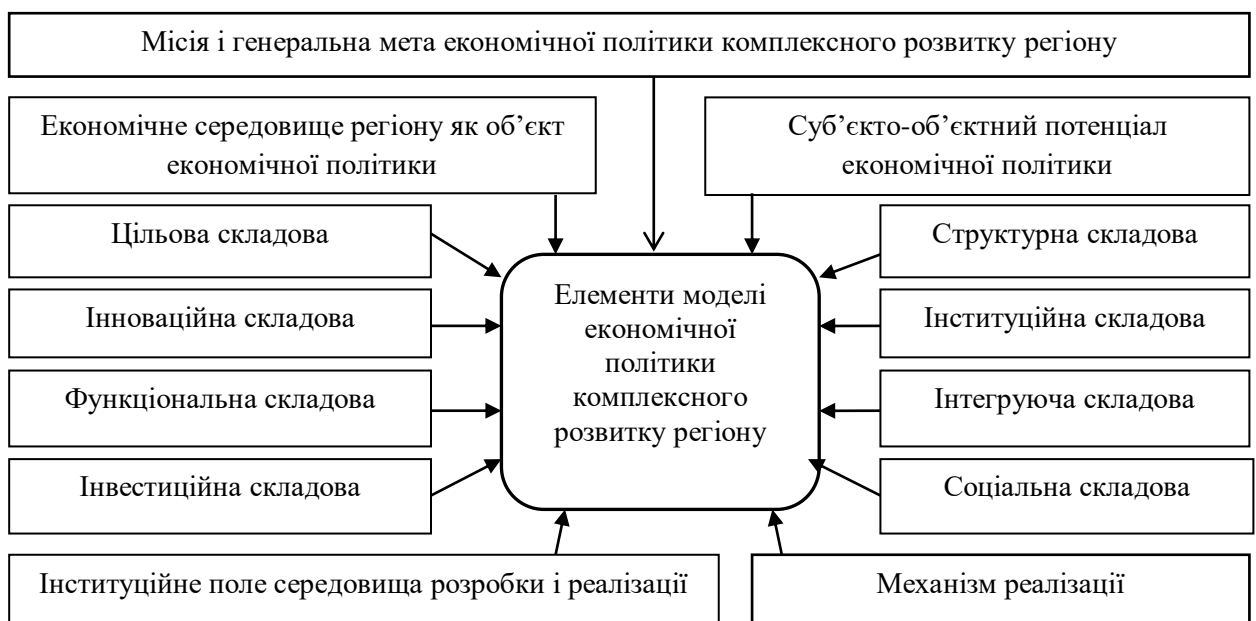 Місія і генеральна мета економічної політики комплексного розвитку регіону
Економічне середовище регіону як об’єкт
економічної політики
Суб’єкто-об’єктний потенціал
економічної політики
Цільова складова
Структурна складова
Інноваційна складова
Інституційна складова
Функціональна складова
Інтегруюча складова
Інвестиційна складова
Соціальна складова
Елементи моделі
економічної
політики
комплексного
розвитку регіону
Інституційне поле середовища розробки і реалізації
Механізм реалізації